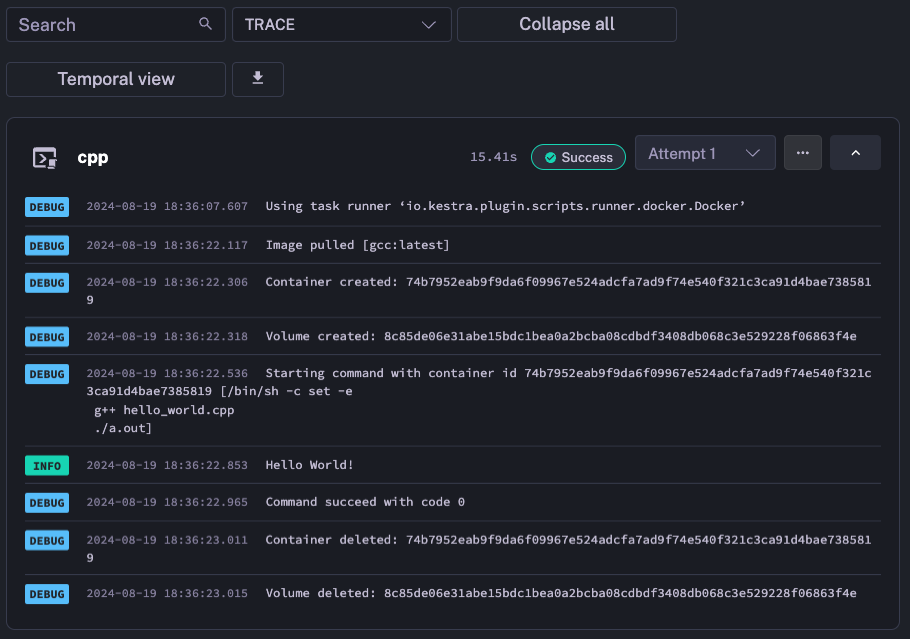 Search
TRACE
Collapse all
Temporal view
cpp
15.41s
Success
Attempt 1
DEBUG 2024-08-19 18:36:07.607 Using task runner ‘io.kestra.plugin.scripts.runner.docker.Docker’
DEBUG 2024-08-19 18:36:22.117 Image pulled [gcc:latest]
DEBUG 2024-08-19 18:36:22.306 Container created: 74b7952eab9f9da6f09967e524adcfa7ad9f74e540f321c3ca91d4bae738581
9
DEBUG 2024-08-19 18:36:22.318 Volume created: 8c85de06e31abe15bdc1bea0a2bcba08cdbdf3408db068c3e529228f06863f4e
DEBUG 2024-08-19 18:36:22.536 Starting command with container id 74b7952eab9f9da6f09967e524adcfa7ad9f74e540f321c
3ca91d4bae7385819 [/bin/sh -c set -e
g++ hello_world.cpp
./a.out]
INFO 2024-08-19 18:36:22.853 Hello World!
DEBUG 2024-08-19 18:36:22.965 Command succeed with code 0
DEBUG 2024-08-19 18:36:23.011 Container deleted: 74b7952eab9f9da6f09967e524adcfa7ad9f74e540f321c3ca91d4bae738581
9
DEBUG 2024-08-19 18:36:23.015 Volume deleted: 8c85de06e31abe15bdc1bea0a2bcba08cdbdf3408db068c3e529228f06863f4e